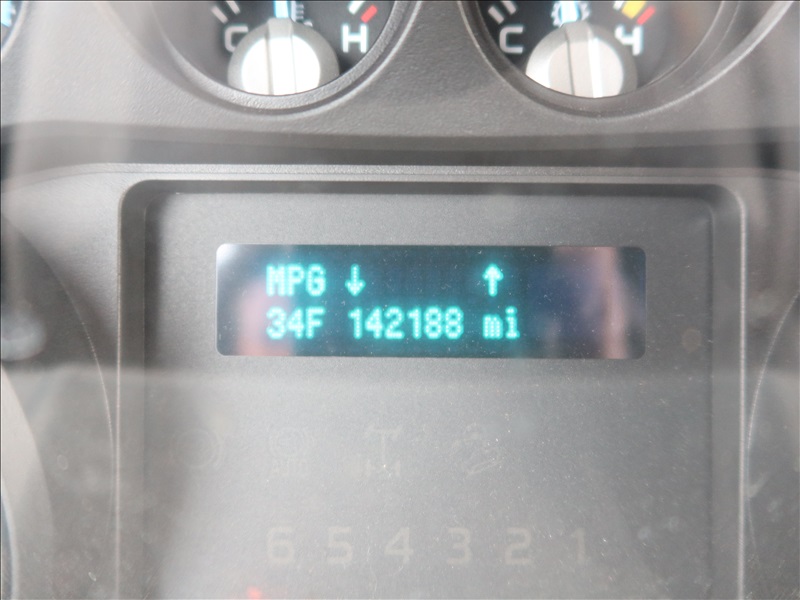 C H C H
MPG ↓ ↑
34F 142188 mi
6 5 4 3 2 1